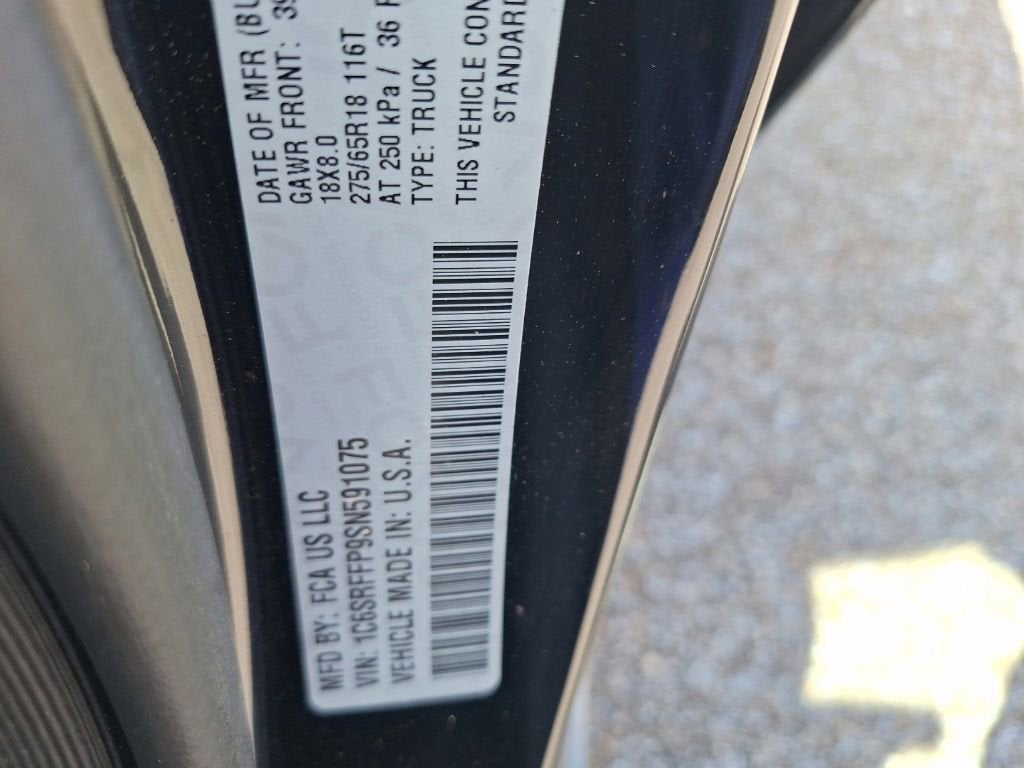 MFD BY: FCA US LLC
VIN: 1C6SRFFP9SN591075
VEHICLE MADE IN: U.S.A.
DATE OF MFR
GAWR FRONT:
18X8.0
275/65R18 116T
AT 250 kPa / 36
TYPE: TRUCK
THIS VEHICLE
STANDARD